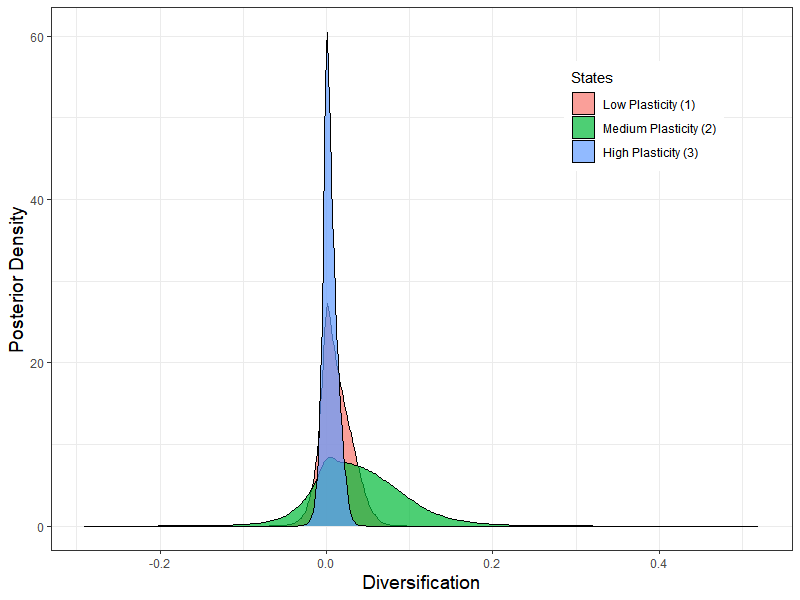 States
Low Plasticity (1)
Medium Plasticity (2)
High Plasticity (3)
Posterior Density
60
40
20
0
-0.2
0.0
0.2
0.4
Diversification